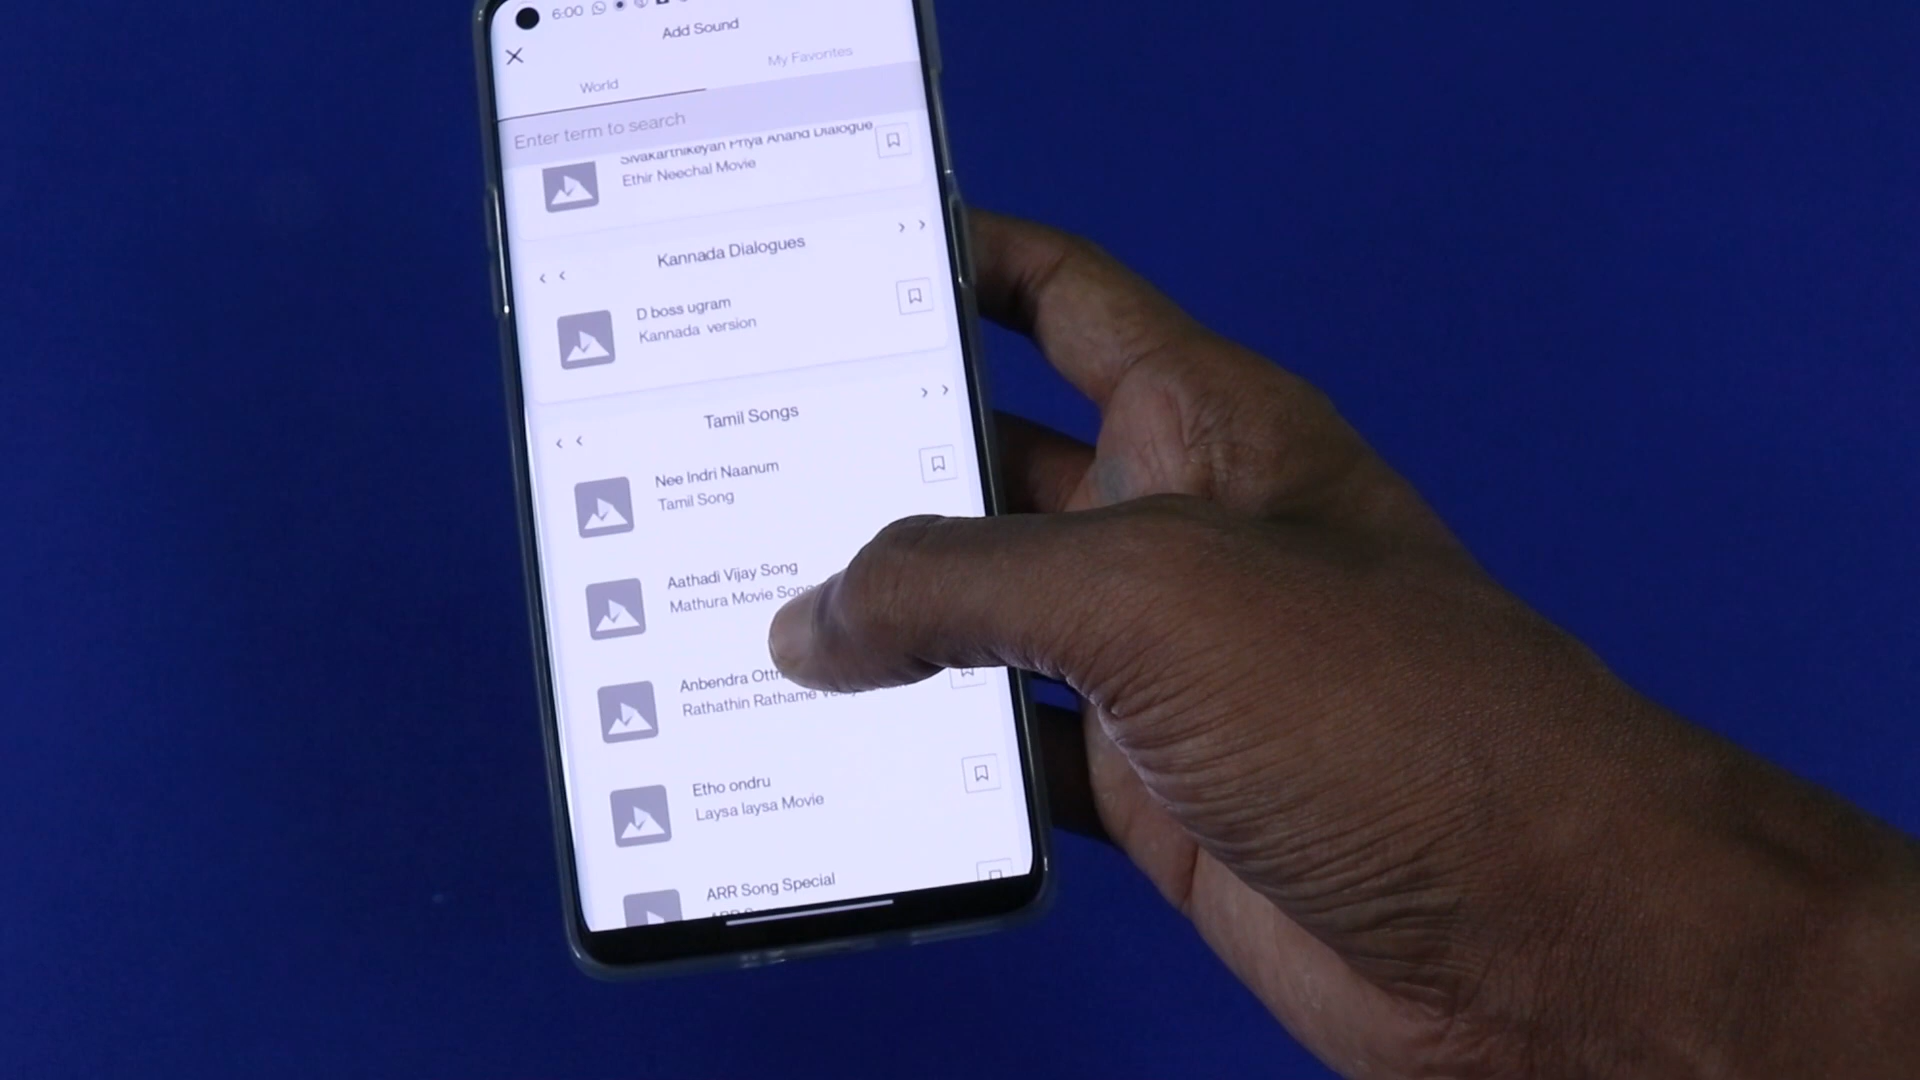 6:00
Add Sound
World
My Favorites
Enter term to search
Sivakarthikeyan Priya Anand Dialogue
Ethir Neechal Movie
Kannada Dialogues
D boss ugram
Kannada version
Tamil Songs
Nee Indri Naanum
Tamil Song
Aathadi Vijay Song
Mathura Movie Song
Anbendra
Rathathin Rathame
Etho ondru
Laysa laysa Movie
ARR Song Special